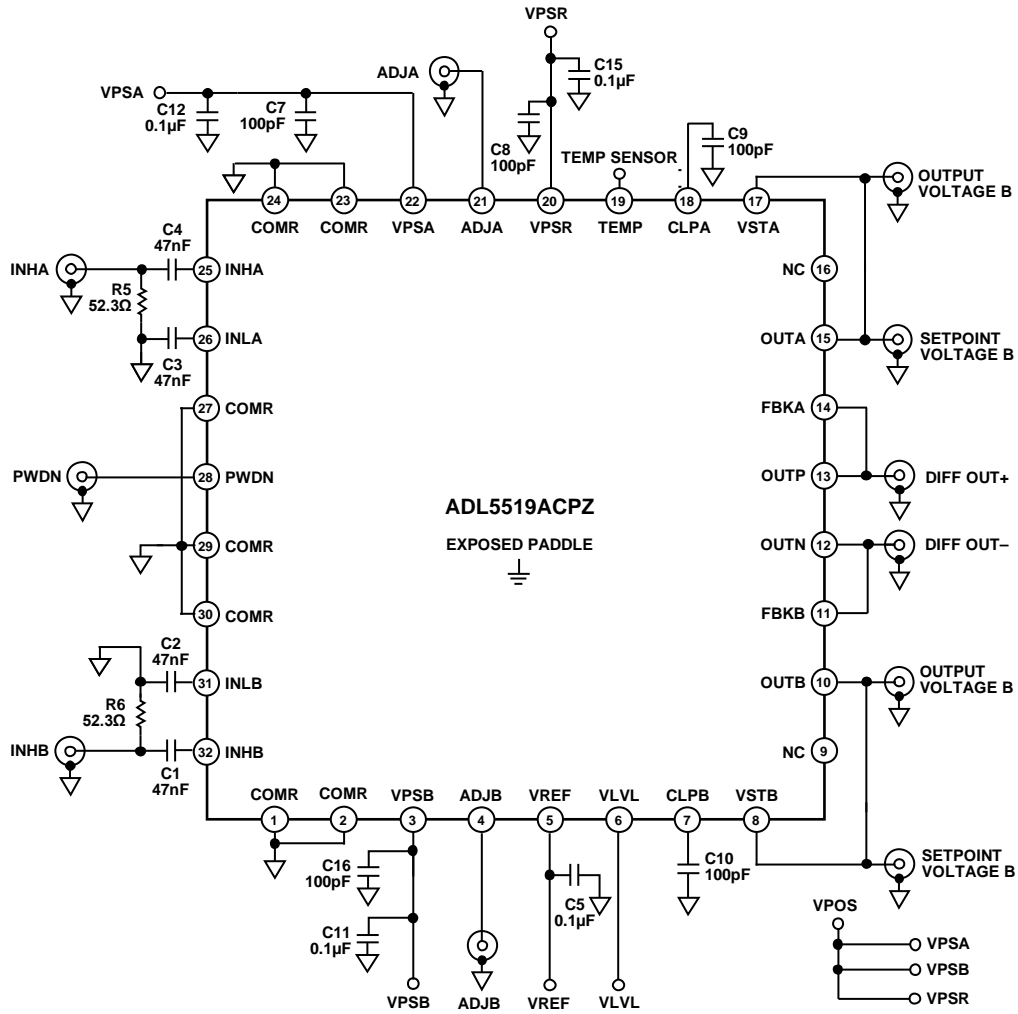 VPSR
C15
0.1µF
ADJA
VPSA
C12
0.1µF
C7
100pF
C8
100pF
TEMP SENSOR
C9
100pF
OUTPUT
VOLTAGE B
24
23
22
21
20
19
18
17
COMR
COMR
VPSA
ADJA
VPSR
TEMP
CLPA
VSTA
C4
47nF
INHA
25
INHA
NC
16
R5
52.3Ω
26
INLA
C3
47nF
OUTA
15
SETPOINT
VOLTAGE B
27
COMR
FBKA
14
PWDN
28
PWDN
OUTP
13
DIFF OUT+
ADL5519ACPZ
EXPOSED PADDLE
29
COMR
OUTN
12
DIFF OUT–
30
COMR
FBKB
11
C2
47nF
31
INLB
OUTB
10
OUTPUT
VOLTAGE B
R6
52.3Ω
INHB
32
INHB
C1
47nF
NC
9
COMR
COMR
VPSB
ADJB
VREF
VLVL
CLPB
VSTB
1
2
3
4
5
6
7
8
C16
100pF
C10
100pF
SETPOINT
VOLTAGE B
C5
0.1µF
C11
0.1µF
VPOS
VPSA
VPSB
VPSR
VPSB
ADJB
VREF
VLVL